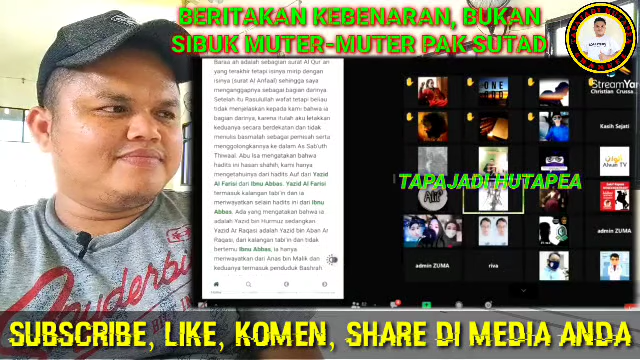 BERITAKAN KEBENARAN, BUKAN
SIBUK MUTER-MUTER PAK SUTAD
Barsa ah adalah sebagian surat Al Qur an
yang terakhir tetapi isinya mirip dengan
isinya (surat Al Anfaal) sehingga saya
menganggapnya sebagai bagian darinya.
Setelah itu Rasulullah wafat tetapi beliau
tidak menjelaskan kepada kami bahwa ia
bagian darinya, karena itulah aku letakkan
keduanya secara berdekatan dan tidak
menulis basmalah sebagai pemisah serta
menggolongkannya ke dalam As Sab'uth
Thiwaal. Abu Isa mengatakan bahwa
hadits ini hasan shahih, kami hanya
mengetahuinya dari hadits Auf dari Yazid
Al Farisi dari Ibnu Abbas. Yazid Al Farisi
termasuk kalangan tabi'in dan ia
meriwayatkan selain hadits ini dari Ibnu
Abbas. Ada yang mengatakan bahwa ia
adalah Yazid bin Hurmuz sedangkan
Yazid Ar Raqasi adalah Yazid bin Aban Ar
Raqasi, dari kalangan tabi'in dan tidak
bertemu Ibnu Abbas, ia hanya
meriwayatkan dari Anas bin Malik dan
keduanya termasuk penduduk Bashrah
StreamYar
Christian Crussa
ONE
Kasih Sejati
TAPAJADI HUTAPEA
Alwafi TV
admin ZUMA
riva
admin ZUMA
SUBSCRIBE, LIKE, KOMEN, SHARE DI MEDIA ANDA